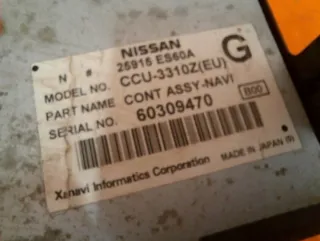 NISSAN
N # 25915 ES60A G
MODEL NO. CCU-3310Z(EU)
PART NAME CONT ASSY-NAVI
SERIAL NO. 60309470 B00
Xanavi Informatics Corporation MADE IN JAPAN (9)